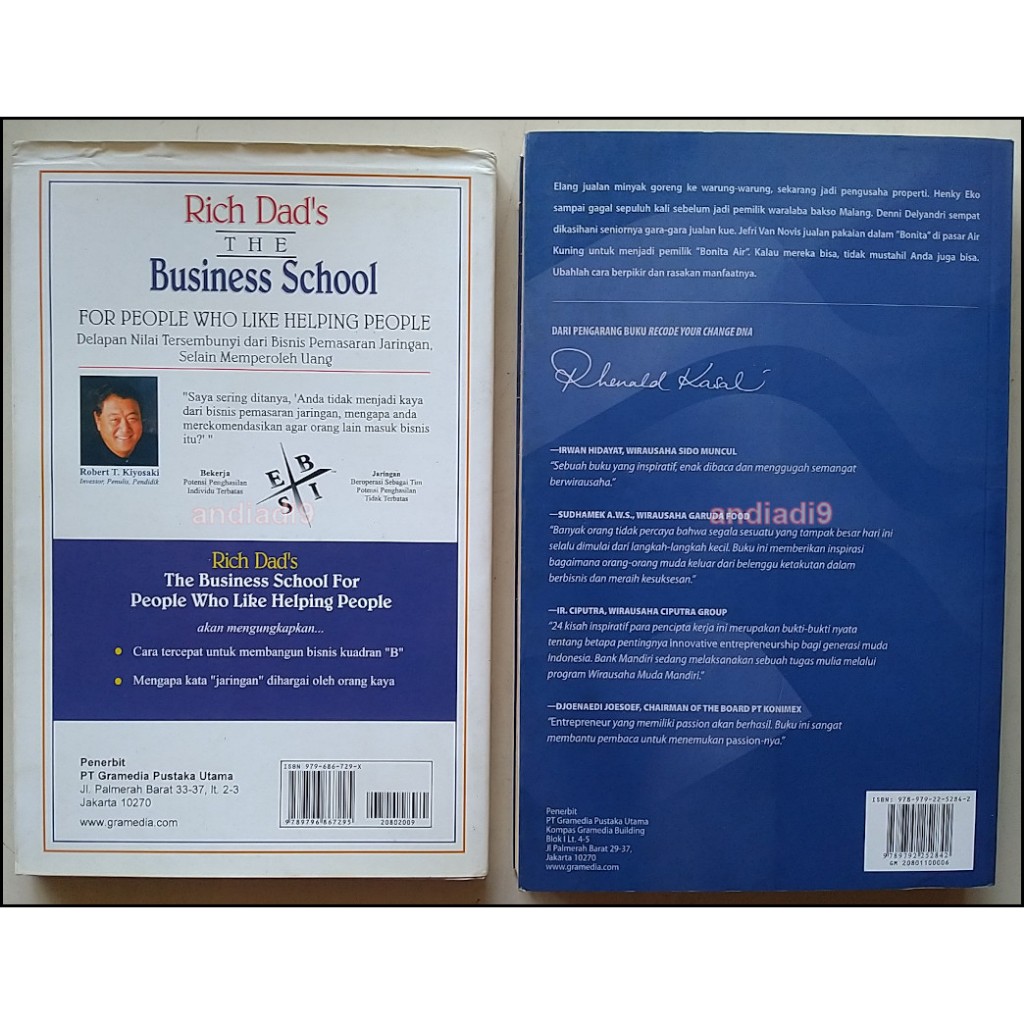 Rich Dad's
THE
Business School
FOR PEOPLE WHO LIKE HELPING PEOPLE
Delapan Nilai Tersembunyi dari Bisnis Pemasaran Jaringan,
Selain Memperoleh Uang
"Saya sering ditanya, 'Anda tidak menjadi kaya
dari bisnis pemasaran jaringan, mengapa anda
merekomendasikan agar orang lain masuk bisnis
itu?' "
Robert T. Kiyosaki
Investor, Penulis, Pendidik
Bekerja
Potensi Penghasilan
Individu Terbatas
E B
S I
Jaringan
Beroperasi Sebagai Tim
Potensi Penghasilan
Tidak Terbatas
andiadi9
Rich Dad's
The Business School For
People Who Like Helping People
akan mengungkapkan...
Cara tercepat untuk membangun bisnis kuadran "B"
Mengapa kata "jaringan" dihargai oleh orang kaya
Penerbit
PT Gramedia Pustaka Utama
Jl. Palmerah Barat 33-37, lt. 2-3
Jakarta 10270
www.gramedia.com
ISBN 979-686-729-X
9789796867295
20802009
Elang jualan minyak goreng ke warung-warung, sekarang jadi pengusaha properti. Henky Eko
sampai gagal sepuluh kali sebelum jadi pemilik waralaba bakso Malang. Denni Delyandri sempat
dikasihani seniornya gara-gara jualan kue. Jefri Van Novis jualan pakaian dalam "Bonita" di pasar Air
Kuning untuk menjadi pemilik "Bonita Air". Kalau mereka bisa, tidak mustahil Anda juga bisa.
Ubahlah cara berpikir dan rasakan manfaatnya.
DARI PENGARANG BUKU RECODE YOUR CHANGE DNA
Rhenald Kasali
—IRWAN HIDAYAT, WIRAUSAHA SIDO MUNCUL
"Sebuah buku yang inspiratif, enak dibaca dan menggugah semangat
berwirausaha."
—SUDHAMEK A.W.S., WIRAUSAHA GARUDA FOOD
andiadi9
"Banyak orang tidak percaya bahwa segala sesuatu yang tampak besar hari ini
selalu dimulai dari langkah-langkah kecil. Buku ini memberikan inspirasi
bagaimana orang-orang muda keluar dari belenggu ketakutan dalam
berbisnis dan meraih kesuksesan."
—IR. CIPUTRA, WIRAUSAHA CIPUTRA GROUP
"24 kisah inspiratif para pencipta kerja ini merupakan bukti-bukti nyata
tentang betapa pentingnya innovative entrepreneurship bagi generasi muda
Indonesia. Bank Mandiri sedang melaksanakan sebuah tugas mulia melalui
program Wirausaha Muda Mandiri."
—DJOENAEDI JOESOEF, CHAIRMAN OF THE BOARD PT KONIMEX
"Entrepreneur yang memiliki passion akan berhasil. Buku ini sangat
membantu pembaca untuk menemukan passion-nya."
Penerbit
PT Gramedia Pustaka Utama
Kompas Gramedia Building
Blok I Lt. 4-5
Jl Palmerah Barat 29-37,
Jakarta 10270
www.gramedia.com
ISBN: 978-979-22-5284-2
9789792252842
GM 20801100006